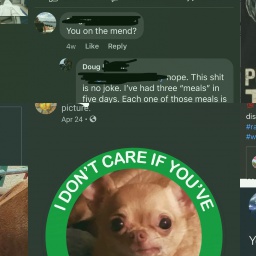 You on the mend?
4w Like Reply
Doug
nope. This shit
is no joke. I've had three "meals" in
five days. Each one of those meals is
picture.
Apr 24 •
I DON'T CARE IF YOU'VE
dis
Y